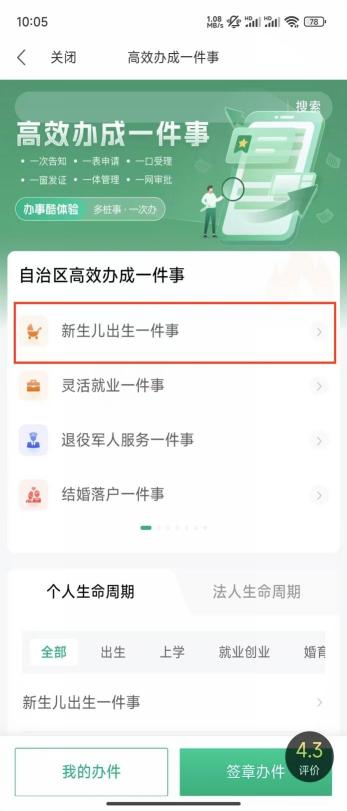 10:05
1.08 MB/s HD HD 78
关闭 高效办成一件事
搜索
高效办成一件事
• 一次告知 • 一表申请 • 一口受理
• 一窗发证 • 一体管理 • 一网审批
办事酷体验 多桩事·一次办
自治区高效办成一件事
新生儿出生一件事
灵活就业一件事
退役军人服务一件事
结婚落户一件事
个人生命周期 法人生命周期
全部 出生 上学 就业创业 婚育
新生儿出生一件事
我的办件 签章办件
4.3
评价